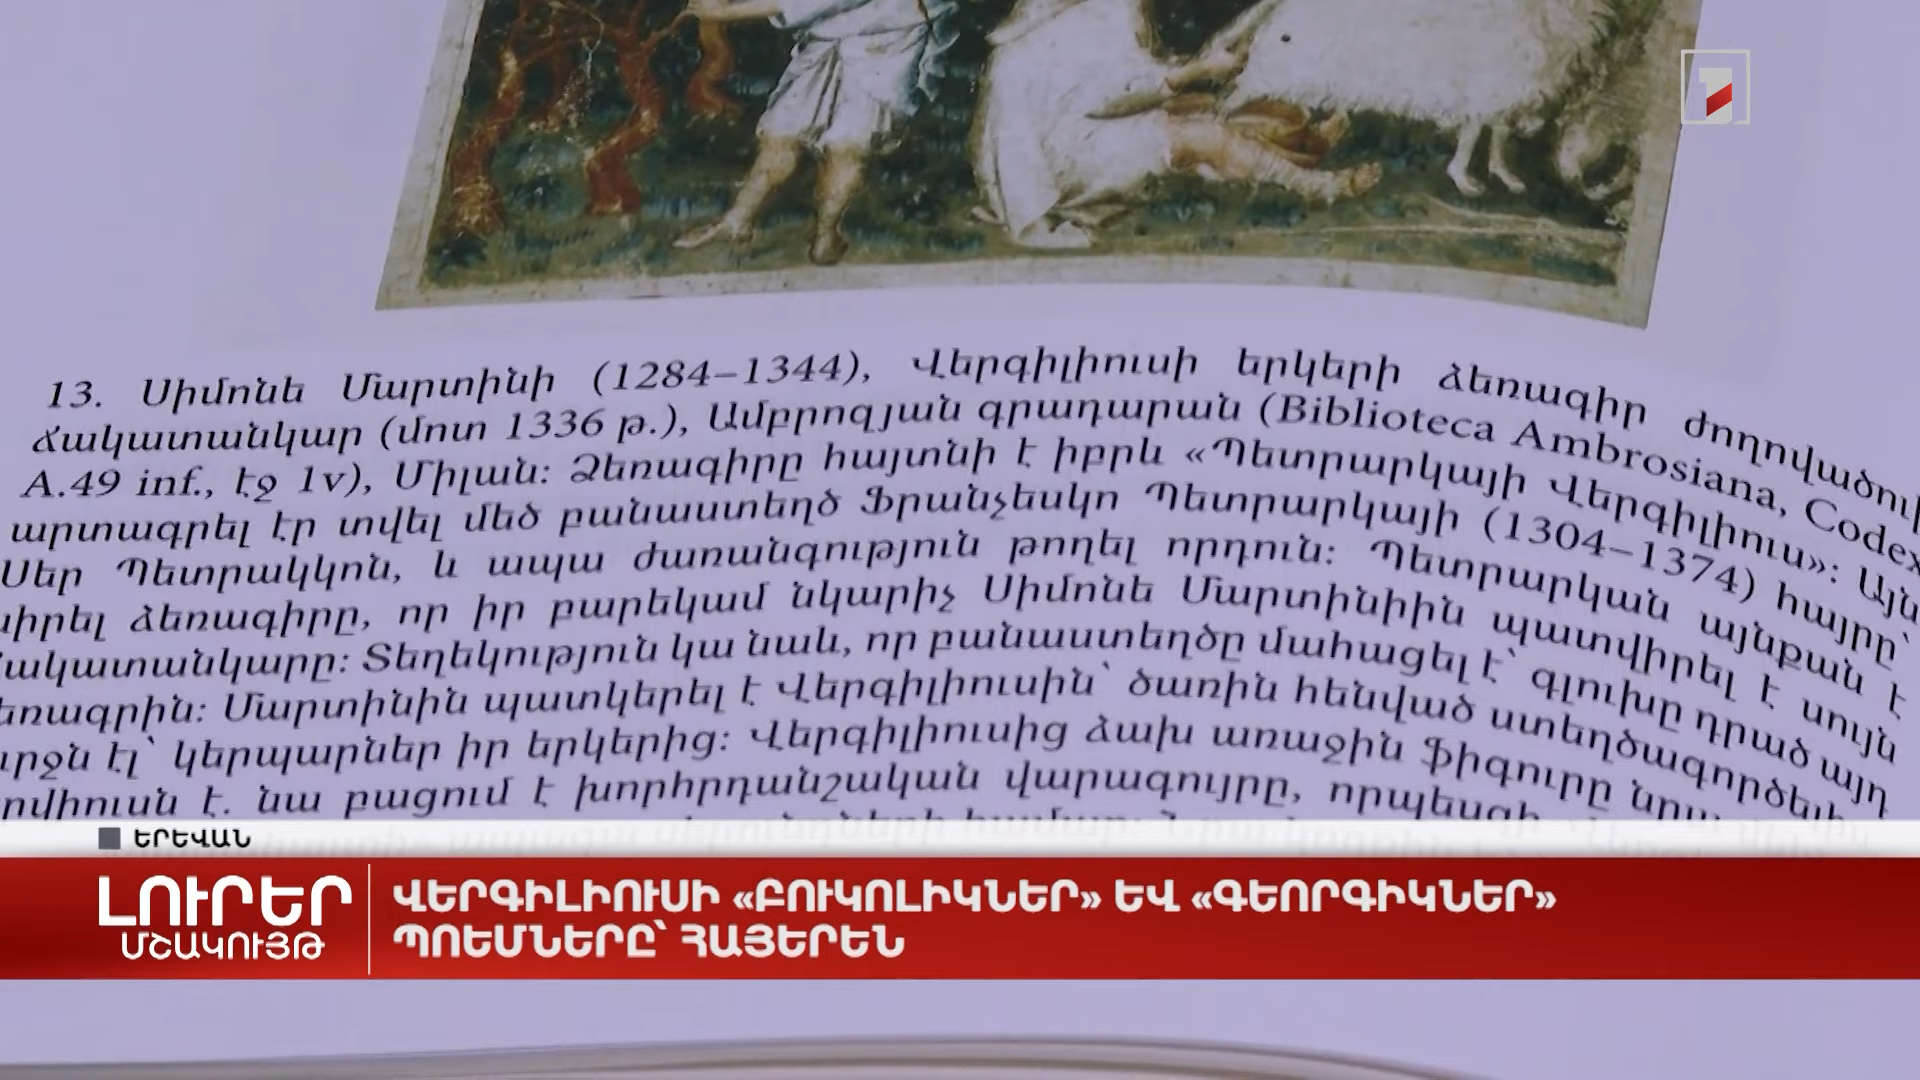 13. Սիմոնե Մարտինի (1284–1344), Վերգիլիուսի երկերի ձեռագիր ժողովածուի
ճակատանկար (մոտ 1336 թ.), Ամբրոզյան գրադարան (Biblioteca Ambrosiana, Codex
A.49 inf., էջ 1v), Միլան: Ձեռագիրը հայտնի է իբրև «Պետրարկայի Վերգիլիուս»: Այն
արտագրել էր տվել մեծ բանաստեղծ Ֆրանչեսկո Պետրարկայի (1304–1374) հայրը՝
Սեր Պետրակկոն, և ապա ժառանգություն թողել որդուն: Պետրարկան այնքան է
սիրել ձեռագիրը, որ իր բարեկամ նկարիչ Սիմոնե Մարտինիին պատվիրել է սույն
ճակատանկարը: Տեղեկություն կա նաև, որ բանաստեղծը մահացել է՝ գլուխը դրած այդ
ձեռագրին: Մարտինին պատկերել է Վերգիլիուսին՝ ծառին հենված ստեղծագործելիս,
շուրջն էլ՝ կերպարներ իր երկերից: Վերգիլիուսից ձախ առաջին ֆիգուրը նրա
է. նա բացում է խորհրդանշական վարագույրը, որպեսզի
ԵՐԵՎԱՆ
ԼՈՒՐԵՐ
ՄՇԱԿՈՒՅԹ
ՎԵՐԳԻԼԻՈՒՍԻ «ԲՈՒԿՈԼԻԿՆԵՐ» ԵՎ «ԳԵՈՐԳԻԿՆԵՐ»
ՊՈԵՄՆԵՐԸ՝ ՀԱՅԵՐԵՆ